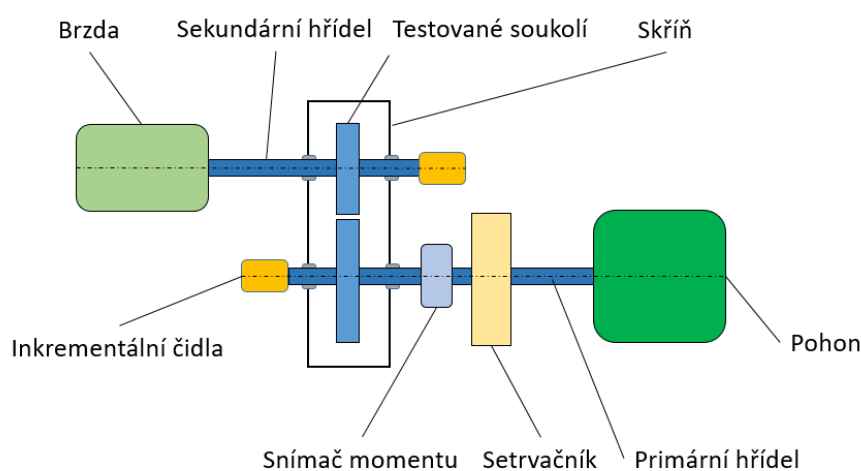 Brzda
Sekundární hřídel
Testované soukolí
Skříň
Inkrementální čidla
Pohon
Snímač momentu
Setrvačník
Primární hřídel